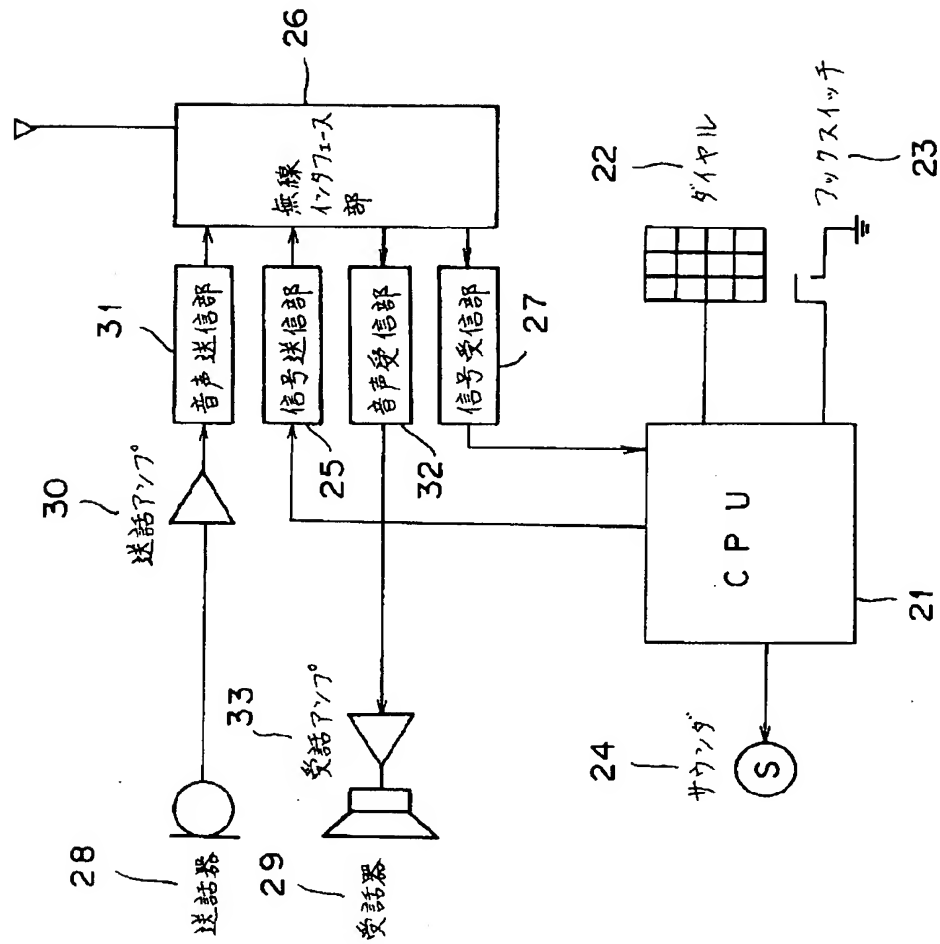 28
送話器
30
送話アンプ
31
音声送信部
26
無線
インタフェース
部
信号送信部
25
29
受話器
33
受話アンプ
音声受信部
32
信号受信部
27
22
ダイヤル
フックスイッチ
23
CPU
21
24
サウンダ
S